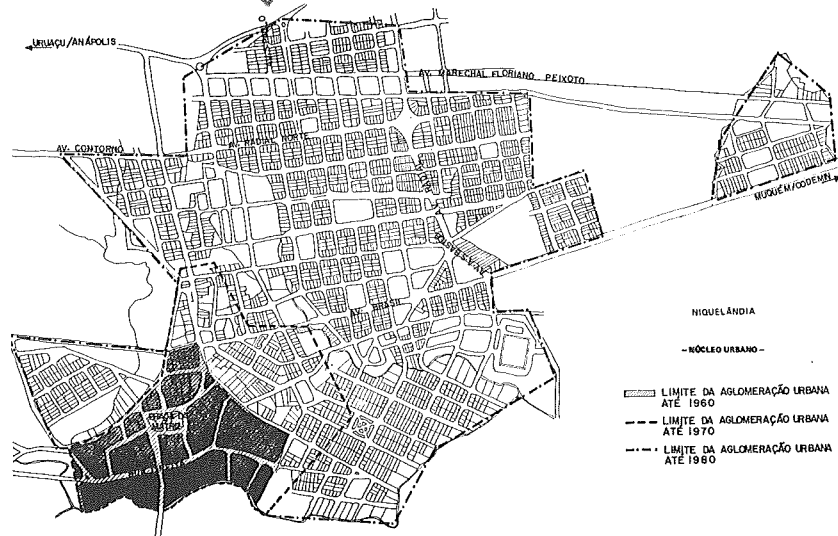 URUAÇU/ANÁPOLIS
AV. MARECHAL FLORIANO PEIXOTO
AV. RADIAL NORTE
AV. CONTORNO
MUQUÉM/CODEMIN
AV. BRASIL
NIQUELÂNDIA
- NÚCLEO URBANO -
LIMITE DA AGLOMERAÇÃO URBANA
ATÉ 1960
LIMITE DA AGLOMERAÇÃO URBANA
ATÉ 1970
LIMITE DA AGLOMERAÇÃO URBANA
ATÉ 1980